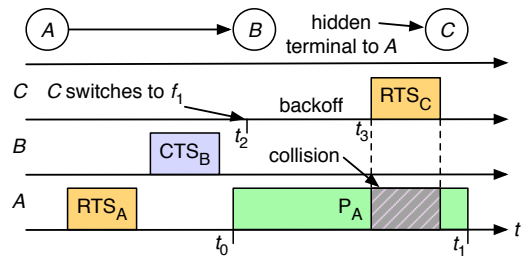 A B hidden terminal to A C
C C switches to f1 backoff RTSC
t2 t3
B CTSB collision
A RTSA PA
t0 t1 t